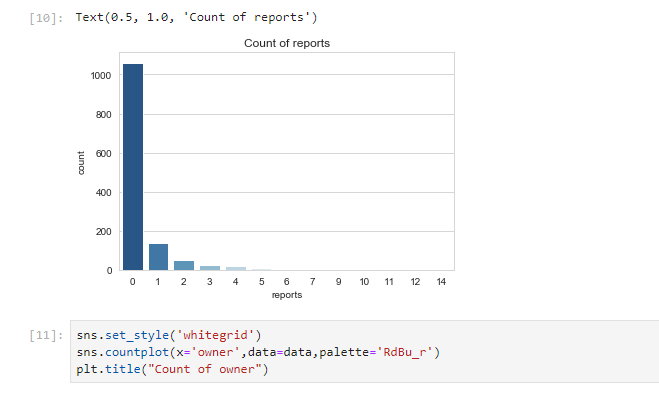 [10]: Text(0.5, 1.0, 'Count of reports')
Count of reports
1000
800
600
400
200
0
count
0 1 2 3 4 5 6 7 9 10 11 12 14
reports
[11]: sns.set_style('whitegrid')
sns.countplot(x='owner',data=data,palette='RdBu_r')
plt.title("Count of owner")